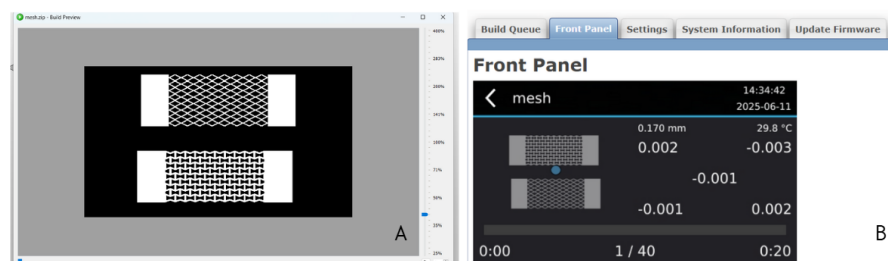 mesh.zip - Build Preview
400%
283%
200%
141%
100%
71%
50%
35%
25%
A
Build Queue Front Panel Settings System Information Update Firmware
Front Panel
mesh
14:34:42
2025-06-11
0.170 mm 29.8 °C
0.002 -0.003
-0.001
-0.001 0.002
0:00 1 / 40 0:20
B